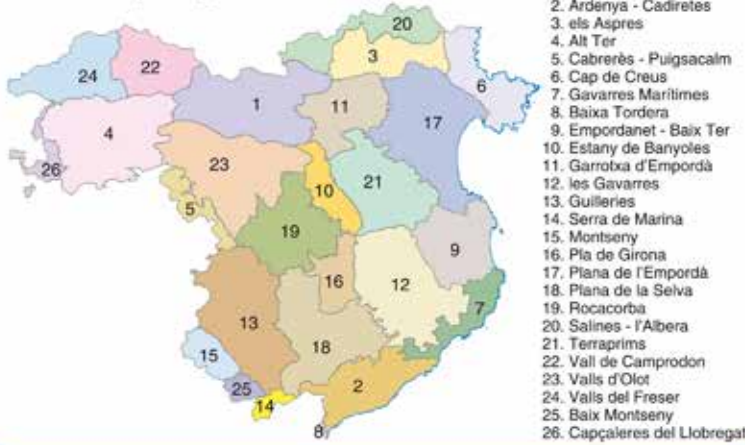 2. Ardenya - Cadiretes
3. els Aspres
4. Alt Ter
5. Cabrerès - Puigsacalm
6. Cap de Creus
7. Gavarres Marítimes
8. Baixa Tordera
9. Empordanet - Baix Ter
10. Estany de Banyoles
11. Garrotxa d'Empordà
12. les Gavarres
13. Guilleries
14. Serra de Marina
15. Montseny
16. Pla de Girona
17. Plana de l'Empordà
18. Plana de la Selva
19. Rocacorba
20. Salines - l'Albera
21. Terraprims
22. Vall de Camprodon
23. Valls d'Olot
24. Valls del Freser
25. Baix Montseny
26. Capçaleres del Llobregat
20
3
22
24
6
1
11
17
4
23
26
10
21
5
19
9
16
12
7
13
18
15
2
25
14
8